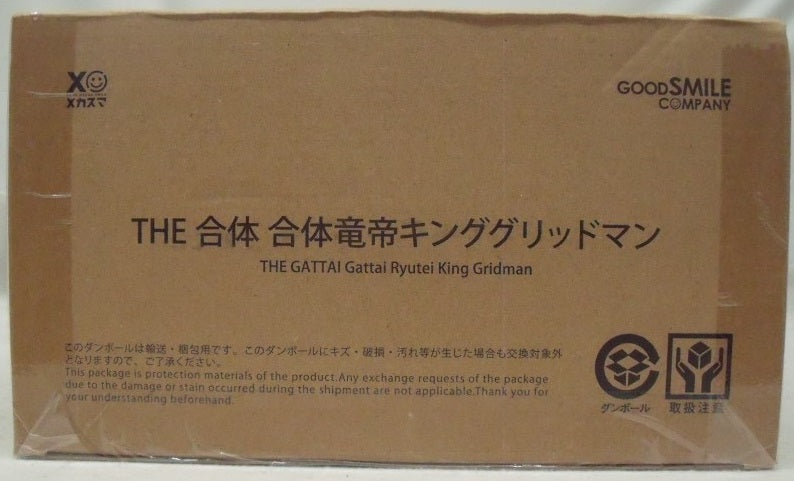 メカスマ
GOODSMILE
COMPANY
THE 合体 合体竜帝キンググリッドマン
THE GATTAI Gattai Ryutei King Gridman
このダンボールは輸送・梱包用です。このダンボールにキズ・破損・汚れ等が生じた場合も交換対象外
となりますので、ご了承ください。
This package is protection materials of the product.Any exchange requests of the package
due to the damage or stain occurred during the shipment are not applicable.Thank you for
your understanding beforehand.
ダンボール
取扱注意